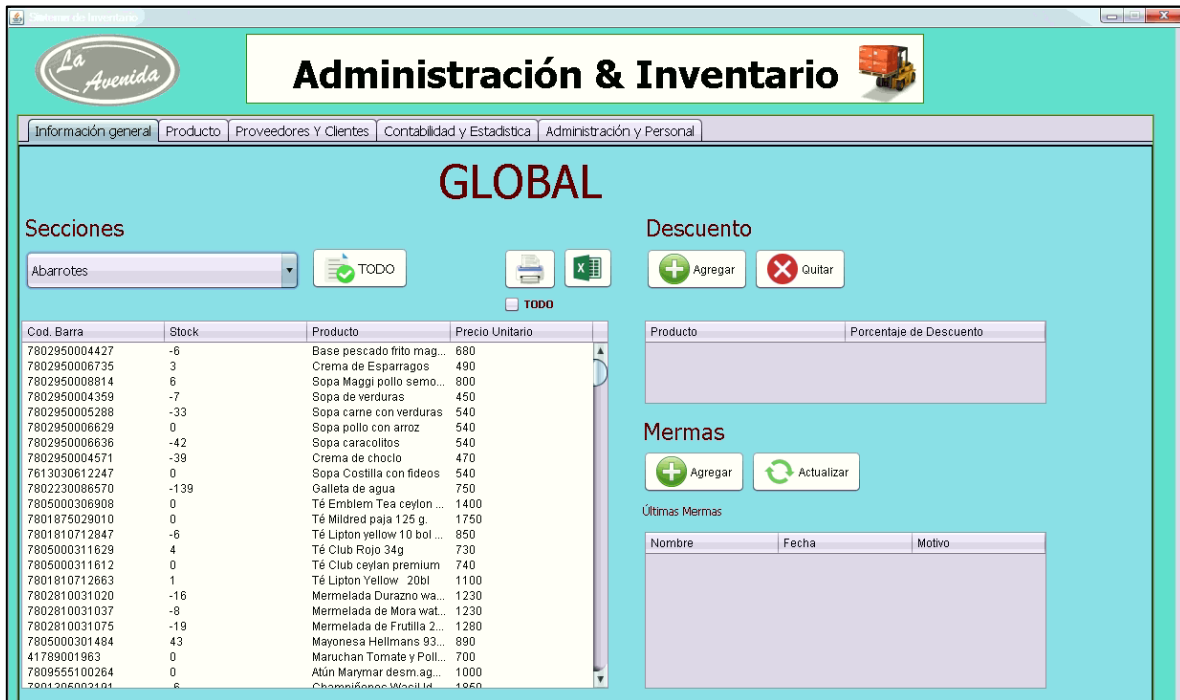 Sistema de Inventario
La Avenida
Administración & Inventario
Información general Producto Proveedores Y Clientes Contabilidad y Estadistica Administración y Personal
GLOBAL
Secciones
Abarrotes
TODO
TODO
Cod. Barra Stock Producto Precio Unitario
7802950004427 -6 Base pescado frito mag... 680
7802950006735 3 Crema de Esparragos 490
7802950008814 6 Sopa Maggi pollo semo... 800
7802950004359 -7 Sopa de verduras 450
7802950005288 -33 Sopa carne con verduras 540
7802950006629 0 Sopa pollo con arroz 540
7802950006636 -42 Sopa caracolitos 540
7802950004571 -39 Crema de choclo 470
7613030612247 0 Sopa Costilla con fideos 540
7802230086570 -139 Galleta de agua 750
7805000306908 0 Té Emblem Tea ceylon ... 1400
7801875029010 0 Té Mildred paja 125 g. 1750
7801810712847 -6 Té Lipton yellow 10 bol ... 850
7805000311629 4 Té Club Rojo 34g 730
7805000311612 0 Té Club ceylan premium 740
7801810712663 1 Té Lipton Yellow 20bl 1100
7802810031020 -16 Mermelada Durazno wa... 1230
7802810031037 -8 Mermelada de Mora wat... 1230
7802810031075 -19 Mermelada de Frutilla 2... 1280
7805000301484 43 Mayonesa Hellmans 93... 890
41789001963 0 Maruchan Tomate y Poll... 700
7809555100264 0 Atún Marymar desm.ag... 1000
Descuento
Agregar Quitar
Producto Porcentaje de Descuento
Mermas
Agregar Actualizar
Últimas Mermas
Nombre Fecha Motivo